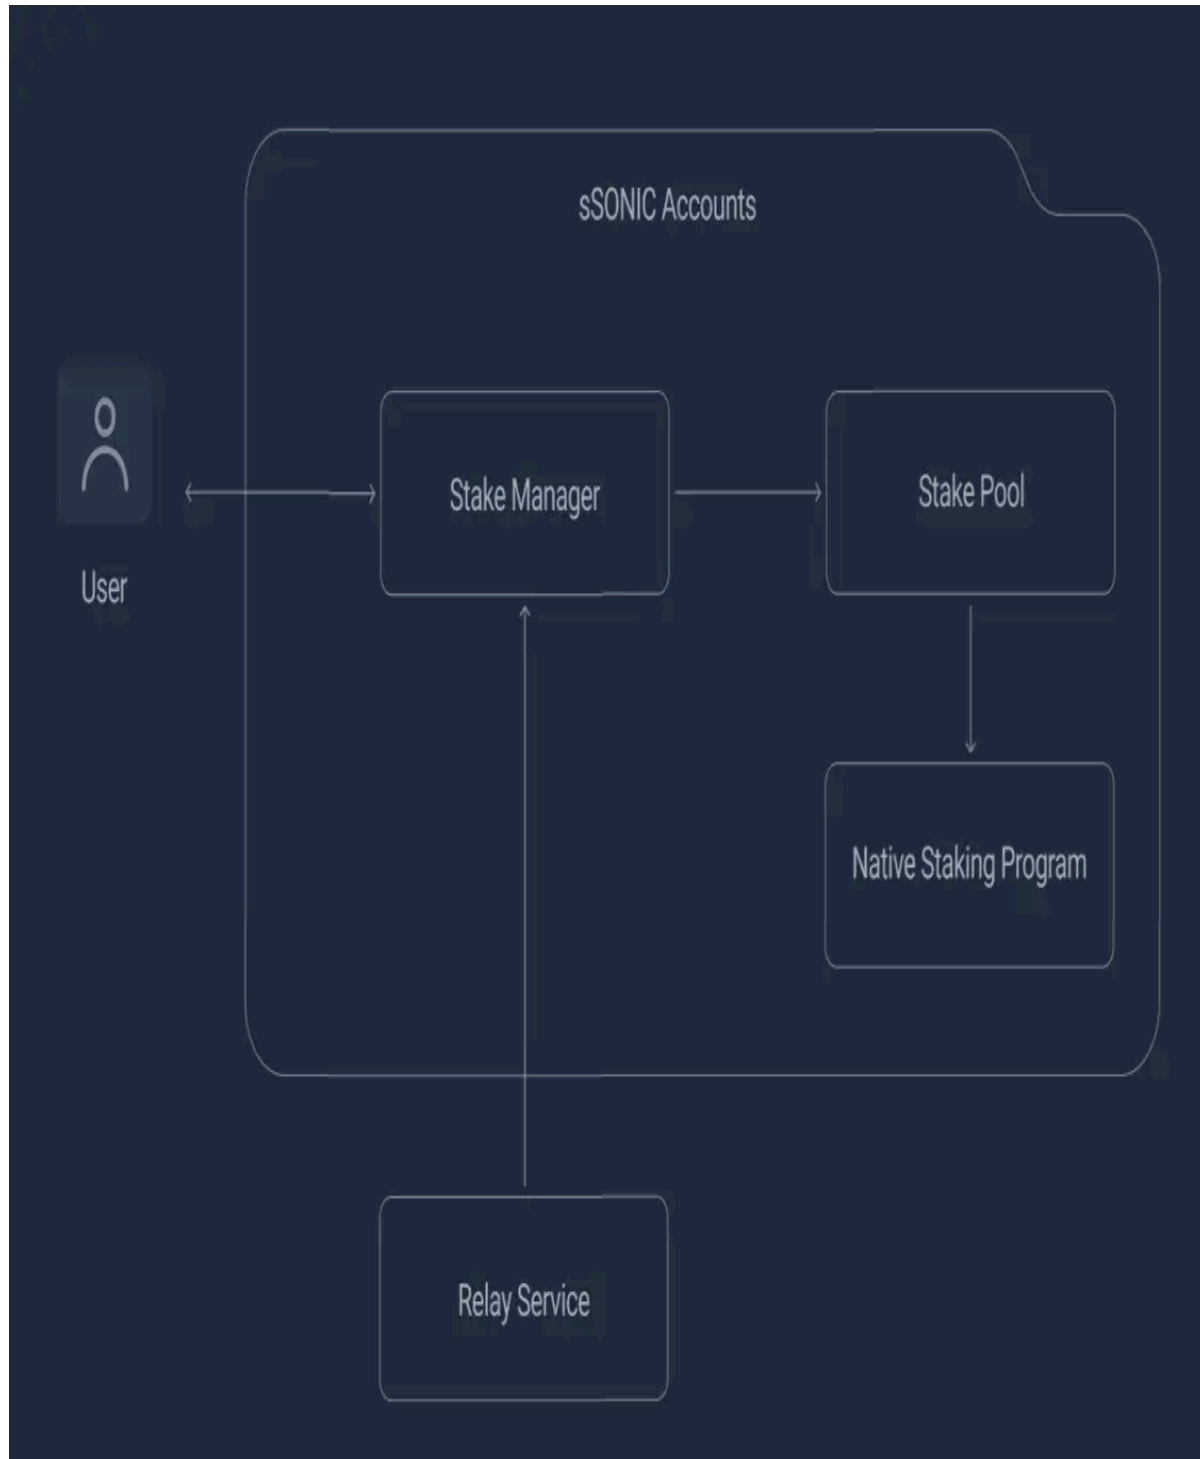 sSONIC Accounts
Stake Manager
Stake Pool
User
Native Staking Program
Relay Service